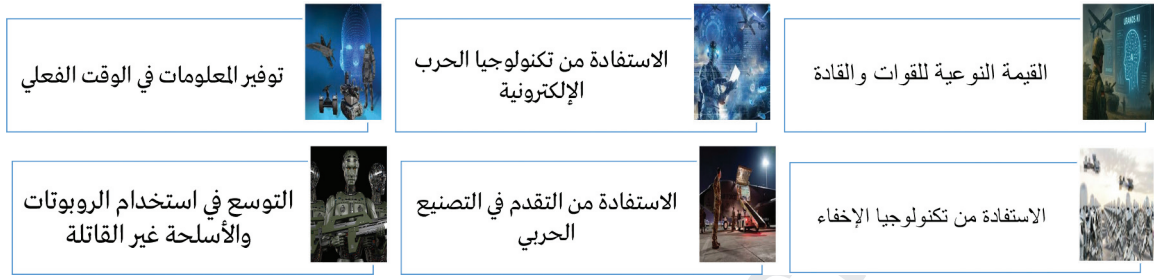 القيمة النوعية للقوات والقادة
الاستفادة من تكنولوجيا الحرب
الإلكترونية
توفير المعلومات في الوقت الفعلي
الاستفادة من تكنولوجيا الإخفاء
الاستفادة من التقدم في التصنيع
الحربي
التوسع في استخدام الروبوتات
والأسلحة غير القاتلة